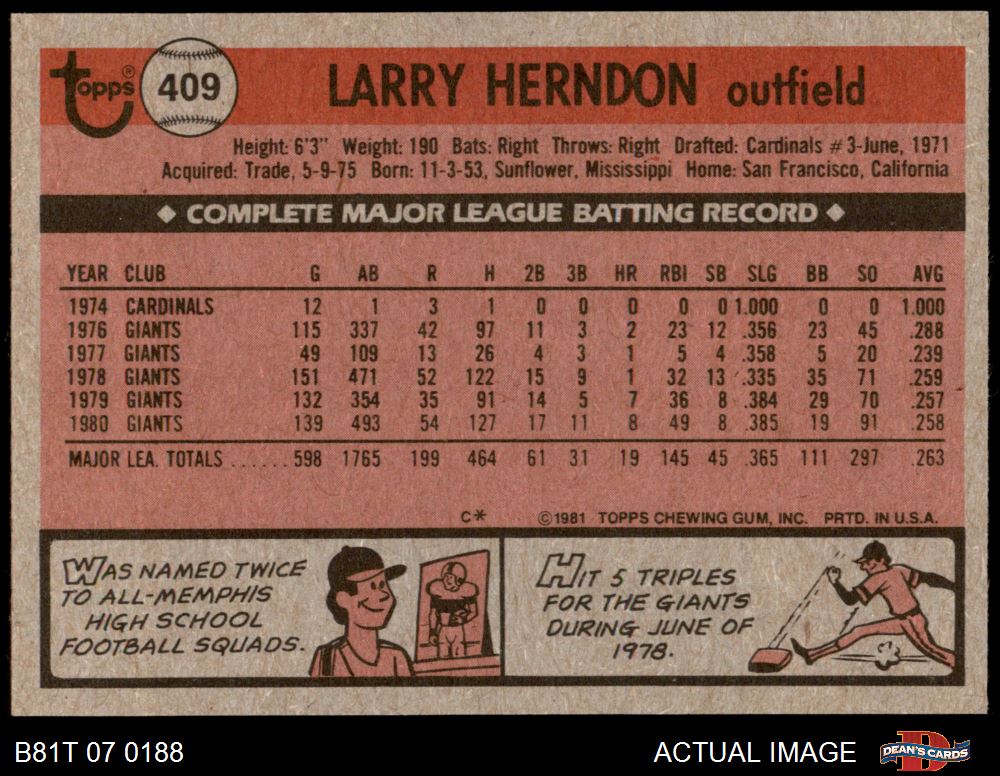 topps® 409 LARRY HERNDON outfield
Height: 6'3" Weight: 190 Bats: Right Throws: Right Drafted: Cardinals #3-June, 1971
Acquired: Trade, 5-9-75 Born: 11-3-53, Sunflower, Mississippi Home: San Francisco, California
◆ COMPLETE MAJOR LEAGUE BATTING RECORD ◆
YEAR CLUB G AB R H 2B 3B HR RBI SB SLG BB SO AVG
1974 CARDINALS 12 1 3 1 0 0 0 0 0 1.000 0 0 1.000
1976 GIANTS 115 337 42 97 11 3 2 23 12 .356 23 45 .288
1977 GIANTS 49 109 13 26 4 3 1 5 4 .358 5 20 .239
1978 GIANTS 151 471 52 122 15 9 1 32 13 .335 35 71 .259
1979 GIANTS 132 354 35 91 14 5 7 36 8 .384 29 70 .257
1980 GIANTS 139 493 54 127 17 11 8 49 8 .385 19 91 .258
MAJOR LEA. TOTALS ...... 598 1765 199 464 61 31 19 145 45 .365 111 297 .263
C* ©1981 TOPPS CHEWING GUM, INC. PRTD. IN U.S.A.
WAS NAMED TWICE
TO ALL-MEMPHIS
HIGH SCHOOL
FOOTBALL SQUADS.
HIT 5 TRIPLES
FOR THE GIANTS
DURING JUNE OF
1978.
B81T 07 0188 ACTUAL IMAGE DEAN'S CARDS